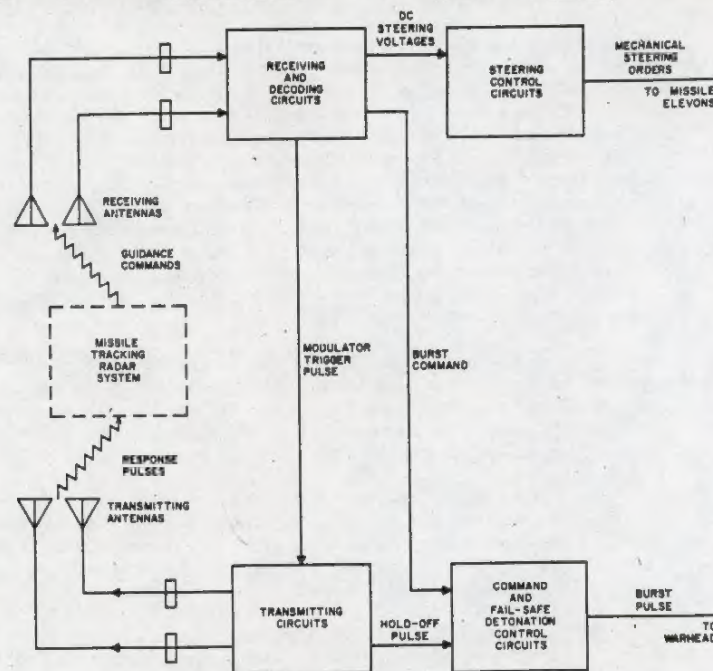 DC
STEERING
VOLTAGES
RECEIVING
AND
DECODING
CIRCUITS
STEERING
CONTROL
CIRCUITS
MECHANICAL
STEERING
ORDERS
TO MISSILE
ELEVONS
RECEIVING
ANTENNAS
GUIDANCE
COMMANDS
MISSILE
TRACKING
RADAR
SYSTEM
MODULATOR
TRIGGER
PULSE
BURST
COMMAND
RESPONSE
PULSES
TRANSMITTING
ANTENNAS
TRANSMITTING
CIRCUITS
HOLD-OFF
PULSE
COMMAND
AND
FAIL-SAFE
DETONATION
CONTROL
CIRCUITS
BURST
PULSE
TO
WARHEAD